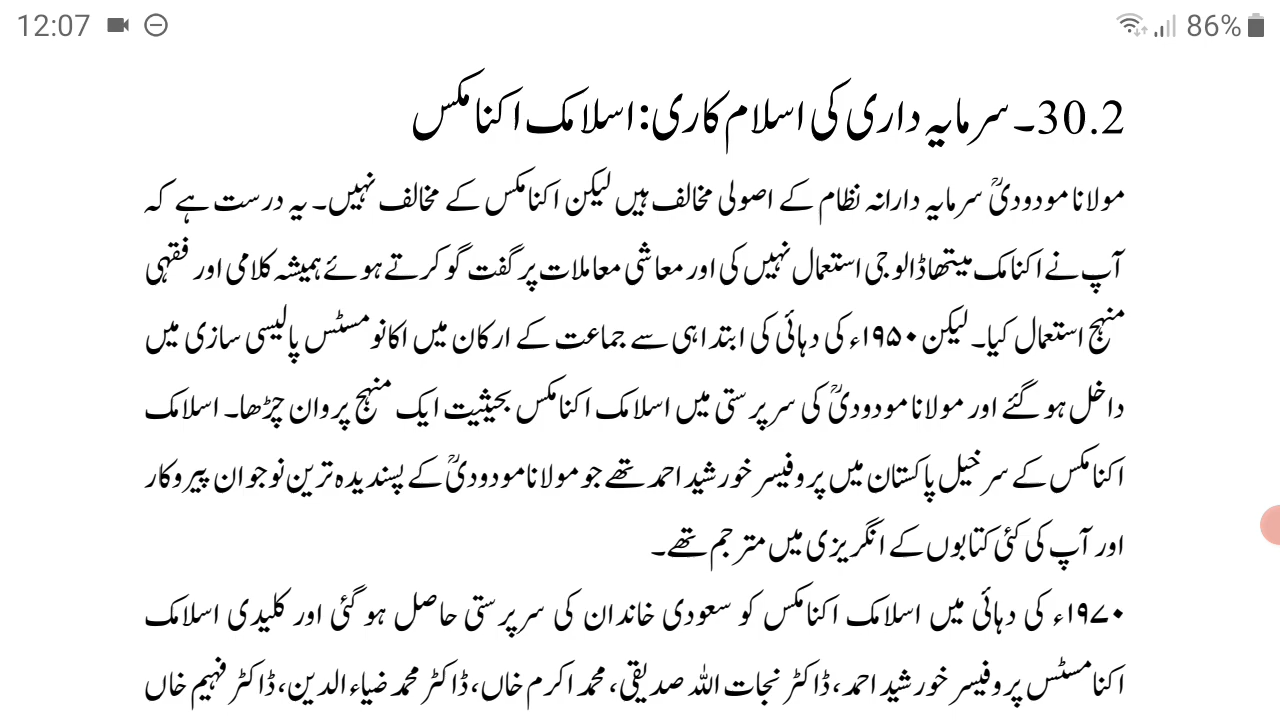 12:07 86%
30.2۔ سرمایہ داری کی اسلام کاری: اسلامک اکنامکس
مولانا مودودیؒ سرمایہ دارانہ نظام کے اصولی مخالف ہیں لیکن اکنامکس کے مخالف نہیں۔ یہ درست ہے کہ
آپ نے اکنامک میتھاڈالوجی استعمال نہیں کی اور معاشی معاملات پر گفت گو کرتے ہوئے ہمیشہ کلامی اور فقہی
منہج استعمال کیا۔ لیکن ۱۹۵۰ء کی دہائی کی ابتدا ہی سے جماعت کے ارکان میں اکانومسٹس پالیسی سازی میں
داخل ہو گئے اور مولانا مودودیؒ کی سرپرستی میں اسلامک اکنامکس بحیثیت ایک منہج پروان چڑھا۔ اسلامک
اکنامکس کے سرخیل پاکستان میں پروفیسر خورشید احمد تھے جو مولانا مودودیؒ کے پسندیدہ ترین نوجوان پیروکار
اور آپ کی کئی کتابوں کے انگریزی میں مترجم تھے۔
۱۹۷۰ء کی دہائی میں اسلامک اکنامکس کو سعودی خاندان کی سرپرستی حاصل ہو گئی اور کلیدی اسلامک
اکنامسٹس پروفیسر خورشید احمد، ڈاکٹر نجات اللہ صدیقی، محمد اکرم خاں، ڈاکٹر محمد ضیاء الدین، ڈاکٹر فہیم خاں